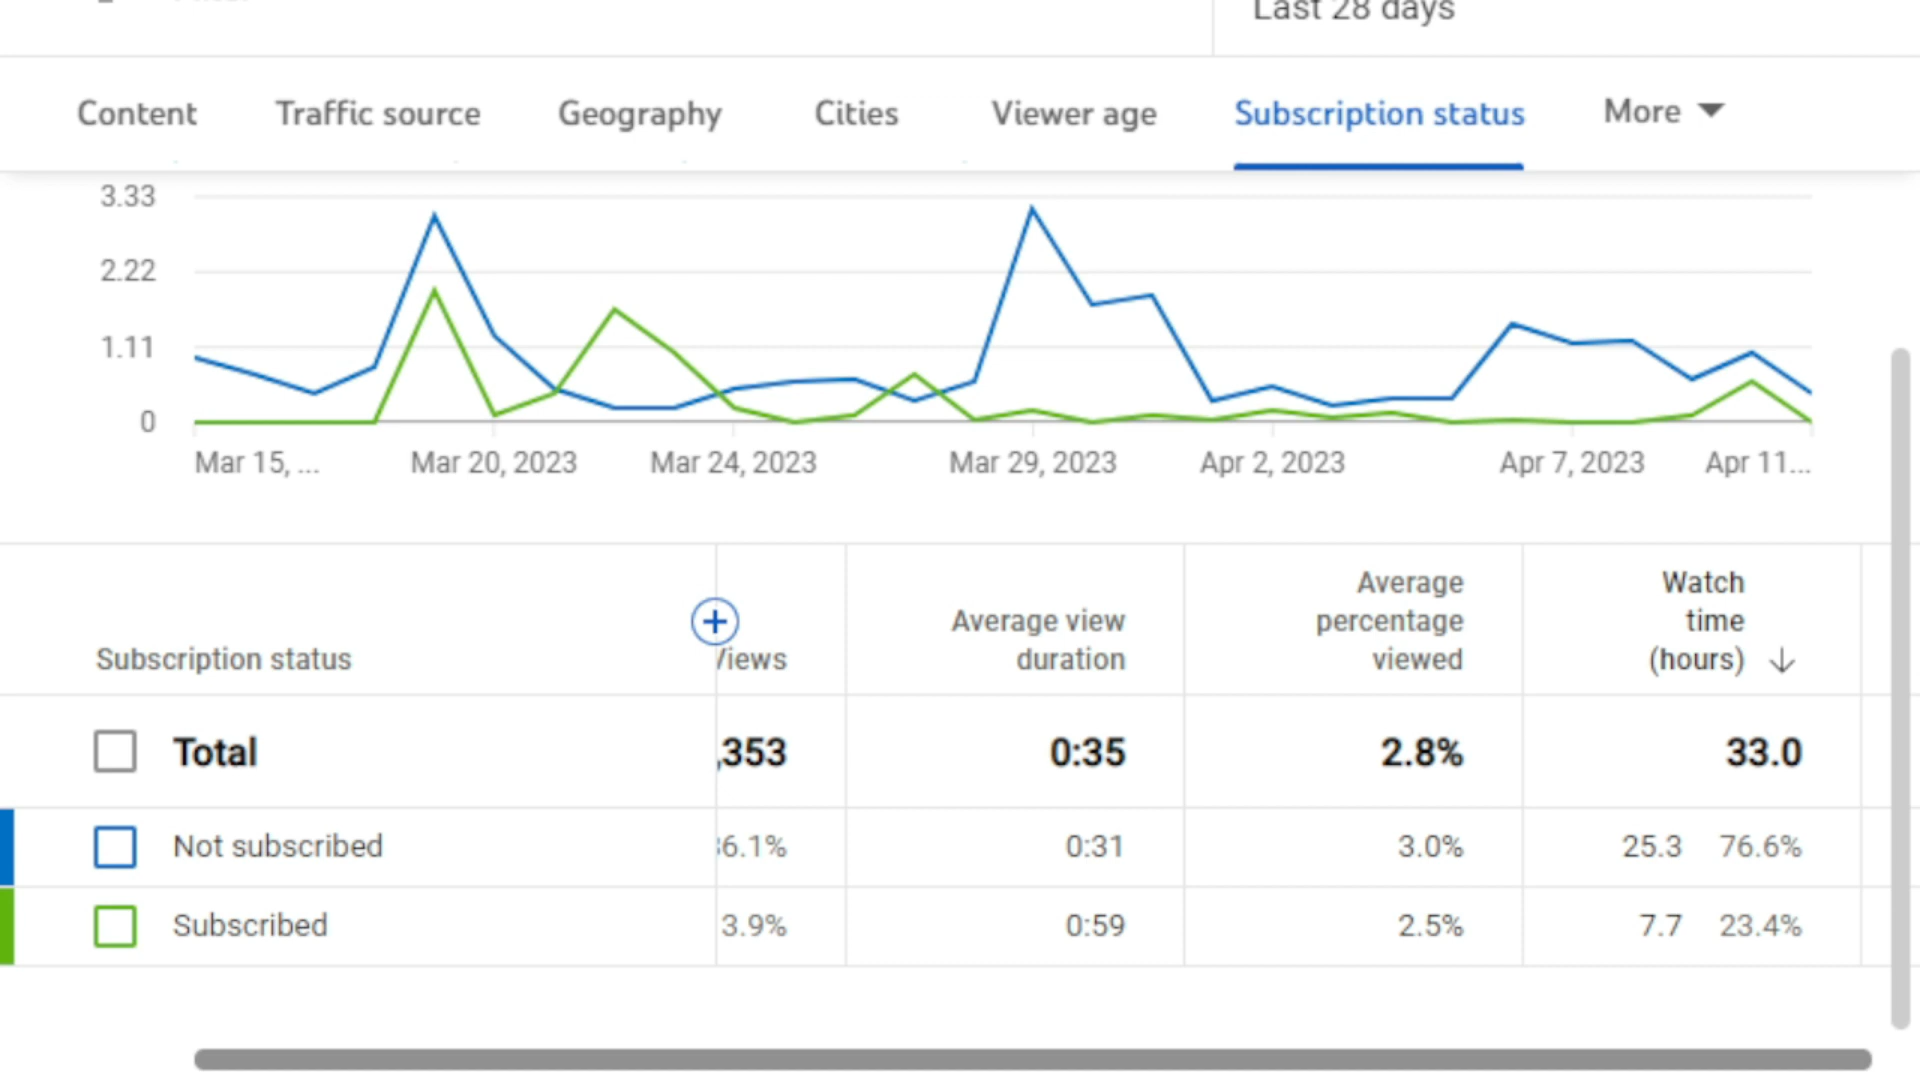 Last 28 days
Content Traffic source Geography Cities Viewer age Subscription status More
3.33
2.22
1.11
0
Mar 15, ... Mar 20, 2023 Mar 24, 2023 Mar 29, 2023 Apr 2, 2023 Apr 7, 2023 Apr 11...
Subscription status
Views
Average view
duration
Average
percentage
viewed
Watch
time
(hours)
Total ,353 0:35 2.8% 33.0
Not subscribed 6.1% 0:31 3.0% 25.3 76.6%
Subscribed 3.9% 0:59 2.5% 7.7 23.4%